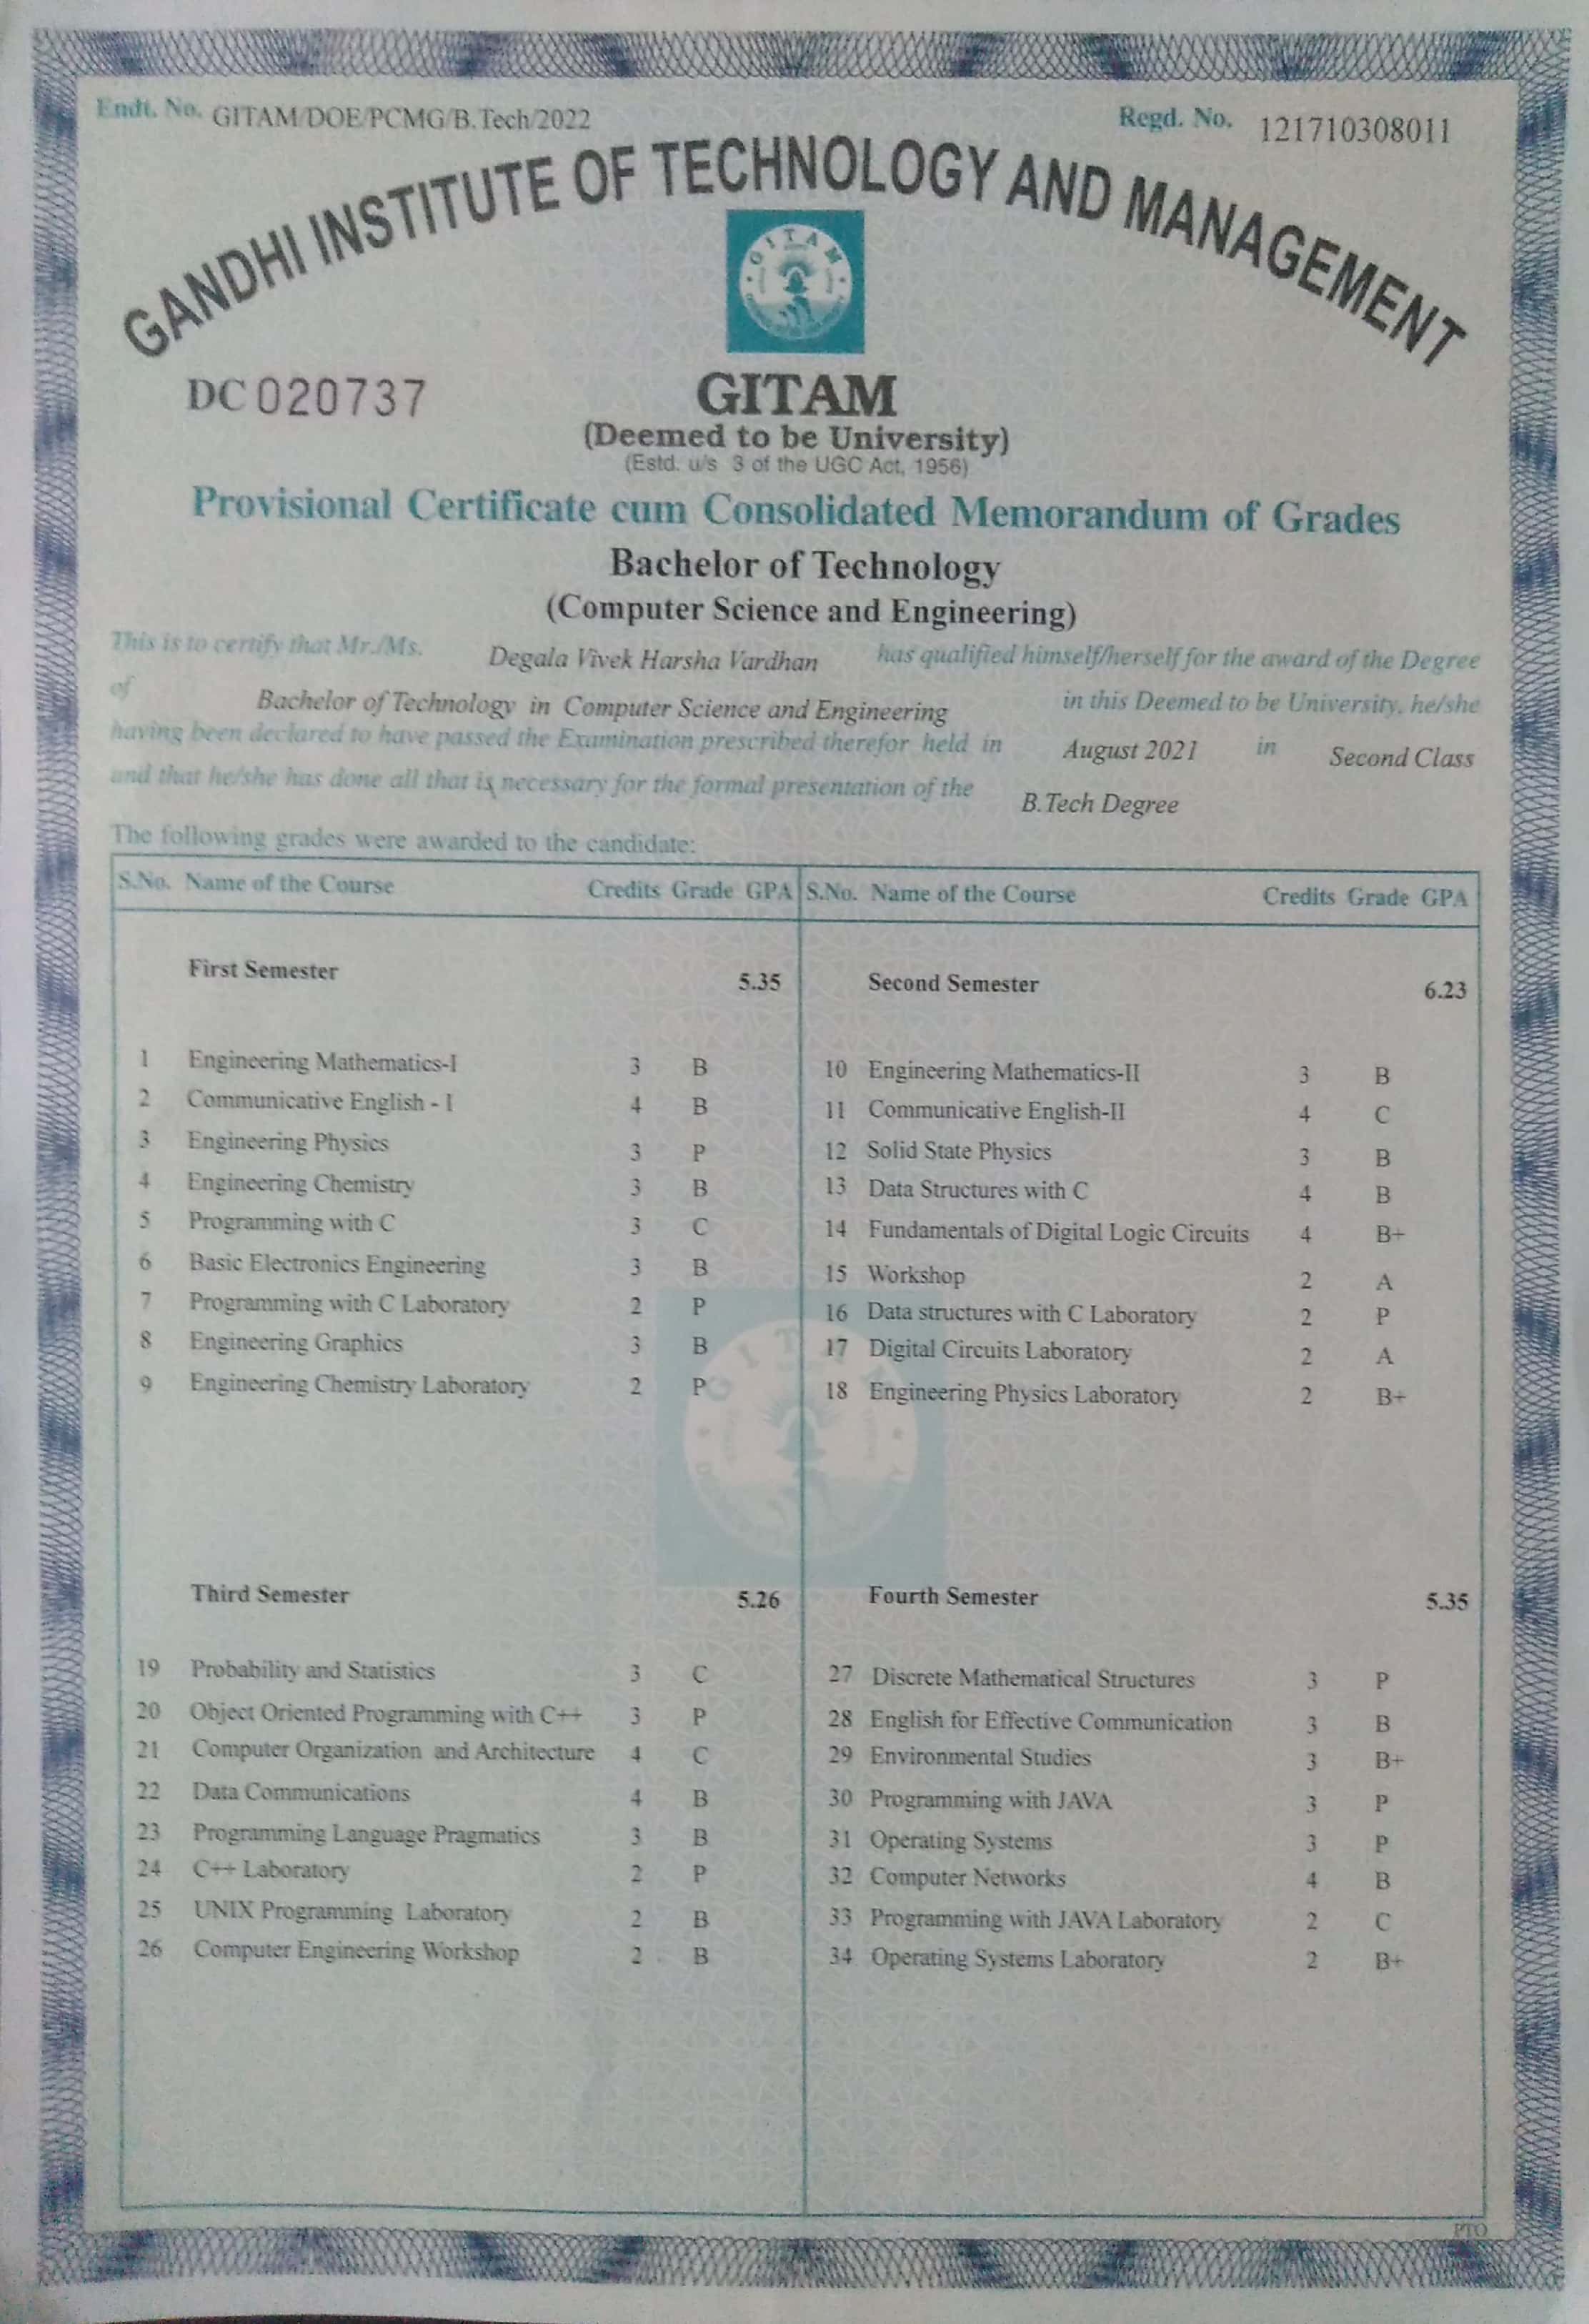 Endt. No. GITAM/DOE/PCMG/B.Tech/2022
Regd. No. 121710308011
GANDHI INSTITUTE OF TECHNOLOGY AND MANAGEMENT
GITAM
DC 020737
GITAM
(Deemed to be University)
(Estd. u/s 3 of the UGC Act, 1956)
Provisional Certificate cum Consolidated Memorandum of Grades
Bachelor of Technology
(Computer Science and Engineering)
This is to certify that Mr./Ms. Degala Vivek Harsha Vardhan has qualified himself/herself for the award of the Degree
of Bachelor of Technology in Computer Science and Engineering in this Deemed to be University, he/she
having been declared to have passed the Examination prescribed therefor held in August 2021 in Second Class
and that he/she has done all that is necessary for the formal presentation of the B.Tech Degree
The following grades were awarded to the candidate:
S.No. Name of the Course Credits Grade GPA
First Semester 5.35
1 Engineering Mathematics-I 3 B
2 Communicative English - I 4 B
3 Engineering Physics 3 P
4 Engineering Chemistry 3 B
5 Programming with C 3 C
6 Basic Electronics Engineering 3 B
7 Programming with C Laboratory 2 P
8 Engineering Graphics 3 B
9 Engineering Chemistry Laboratory 2 P
Third Semester 5.26
19 Probability and Statistics 3 C
20 Object Oriented Programming with C++ 3 P
21 Computer Organization and Architecture 4 C
22 Data Communications 4 B
23 Programming Language Pragmatics 3 B
24 C++ Laboratory 2 P
25 UNIX Programming Laboratory 2 B
26 Computer Engineering Workshop 2 B
S.No. Name of the Course Credits Grade GPA
Second Semester 6.23
10 Engineering Mathematics-II 3 B
11 Communicative English-II 4 C
12 Solid State Physics 3 B
13 Data Structures with C 4 B
14 Fundamentals of Digital Logic Circuits 4 B+
15 Workshop 2 A
16 Data structures with C Laboratory 2 P
17 Digital Circuits Laboratory 2 A
18 Engineering Physics Laboratory 2 B+
Fourth Semester 5.35
27 Discrete Mathematical Structures 3 P
28 English for Effective Communication 3 B
29 Environmental Studies 3 B+
30 Programming with JAVA 3 P
31 Operating Systems 3 P
32 Computer Networks 4 B
33 Programming with JAVA Laboratory 2 C
34 Operating Systems Laboratory 2 B+
PTO